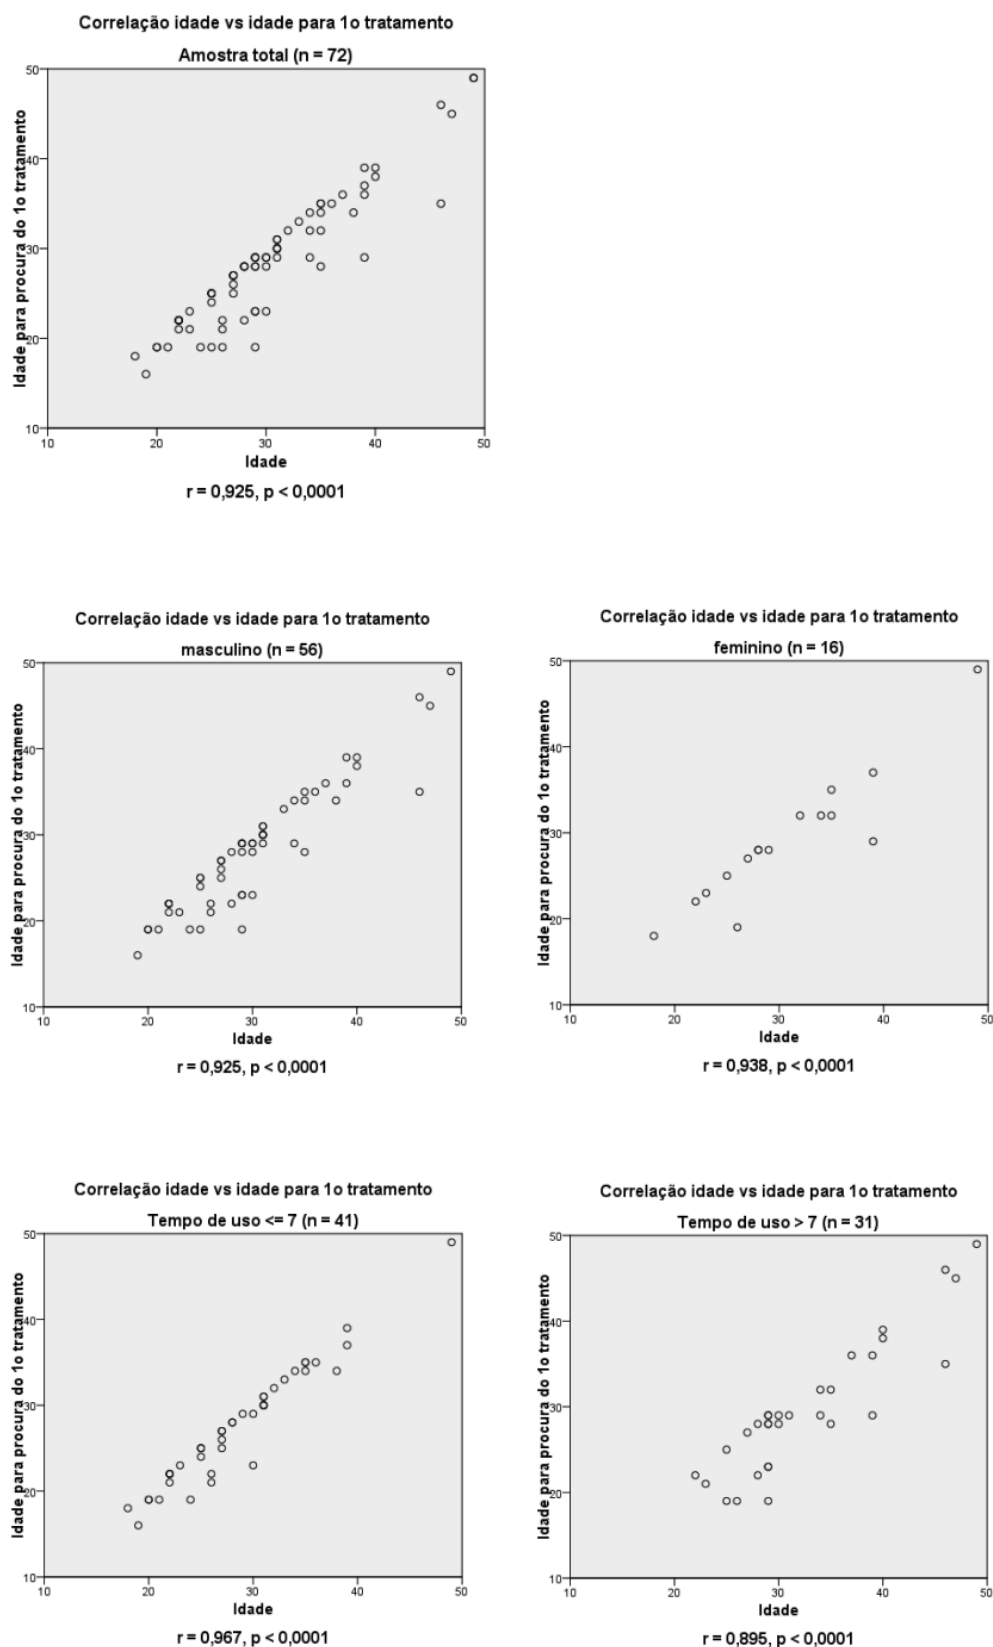 Correlação idade vs idade para 1o tratamento
Amostra total (n = 72)
Idade para procura do 1o tratamento
50
40
30
20
10
10 20 30 40 50
Idade
r = 0,925, p < 0,0001
Correlação idade vs idade para 1o tratamento
masculino (n = 56)
Idade para procura do 1o tratamento
50
40
30
20
10
10 20 30 40 50
Idade
r = 0,925, p < 0,0001
Correlação idade vs idade para 1o tratamento
feminino (n = 16)
Idade para procura do 1o tratamento
50
40
30
20
10
10 20 30 40 50
Idade
r = 0,938, p < 0,0001
Correlação idade vs idade para 1o tratamento
Tempo de uso <= 7 (n = 41)
Idade para procura do 1o tratamento
50
40
30
20
10
10 20 30 40 50
Idade
r = 0,967, p < 0,0001
Correlação idade vs idade para 1o tratamento
Tempo de uso > 7 (n = 31)
Idade para procura do 1o tratamento
50
40
30
20
10
10 20 30 40 50
Idade
r = 0,895, p < 0,0001